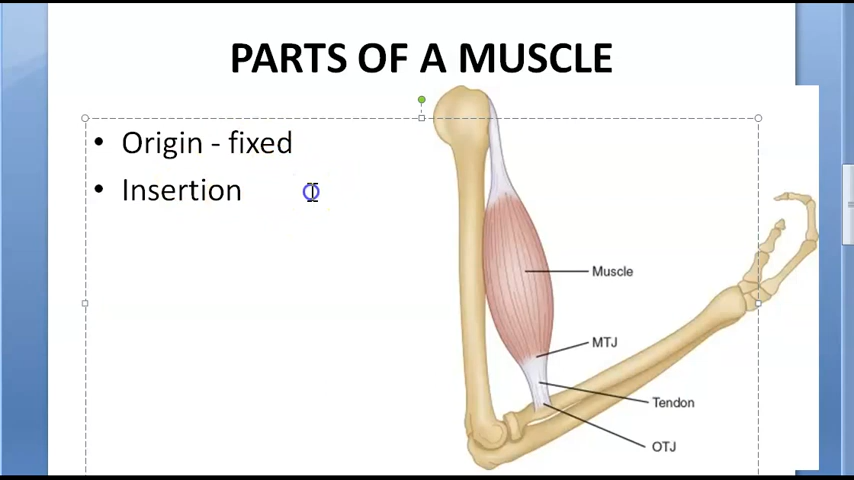 PARTS OF A MUSCLE
• Origin - fixed
• Insertion
Muscle
MTJ
Tendon
OTJ